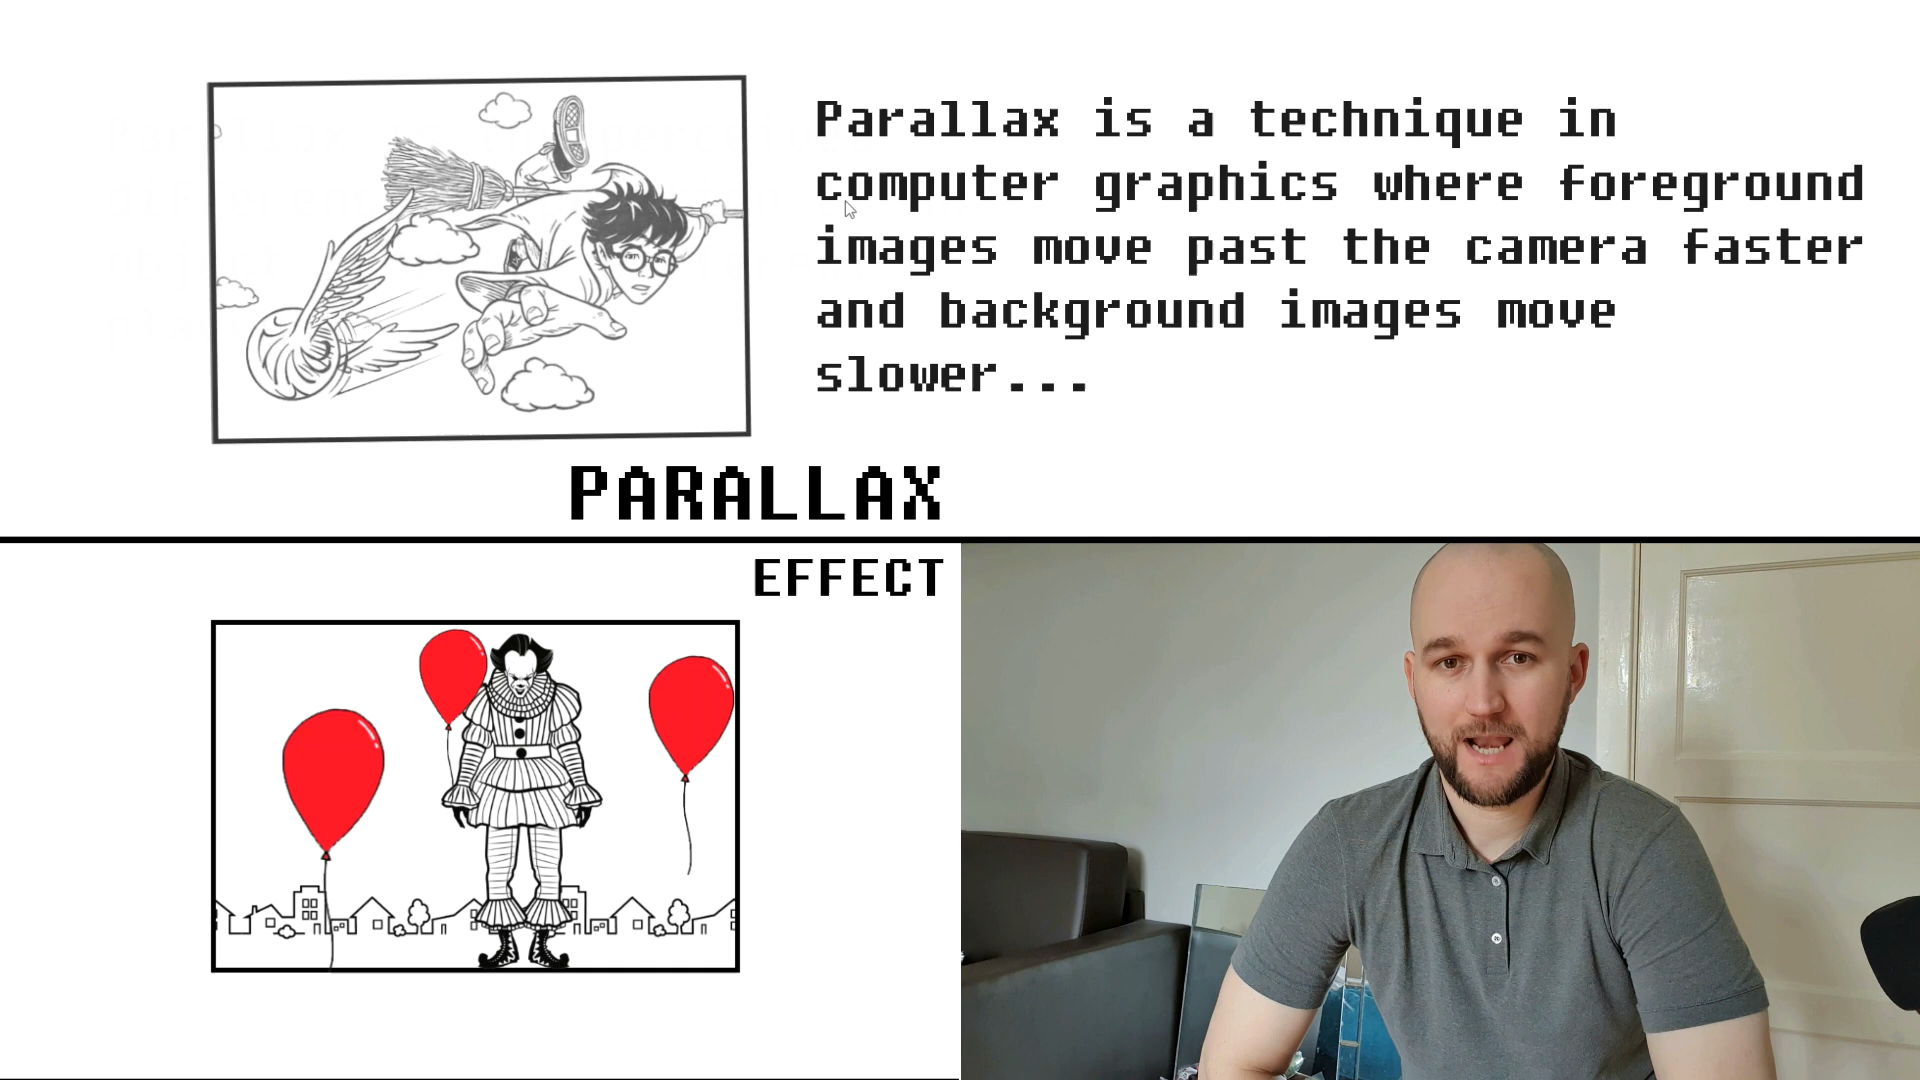 Parallax is a technique in
computer graphics where foreground
images move past the camera faster
and background images move
slower...
PARALLAX
EFFECT